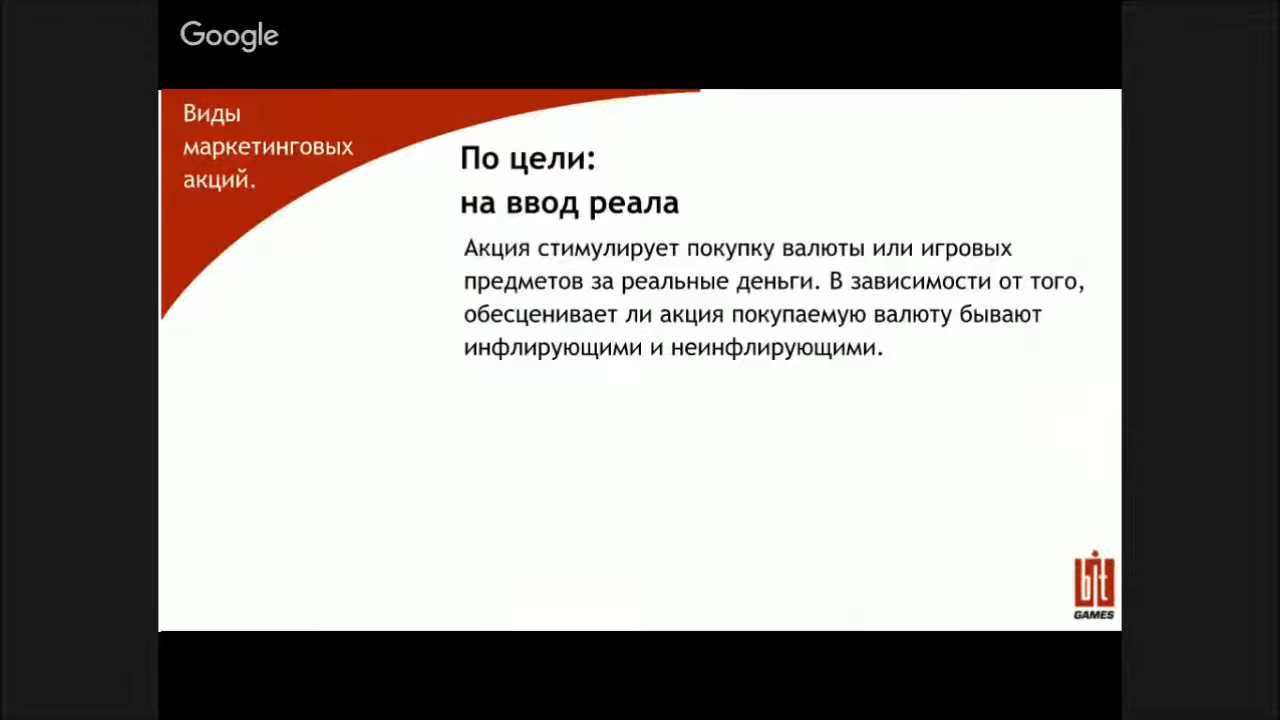 Google
Виды
маркетинговых
акций.
По цели:
на ввод реала
Акция стимулирует покупку валюты или игровых
предметов за реальные деньги. В зависимости от того,
обесценивает ли акция покупаемую валюту бывают
инфлирующими и неинфлирующими.
bit
GAMES